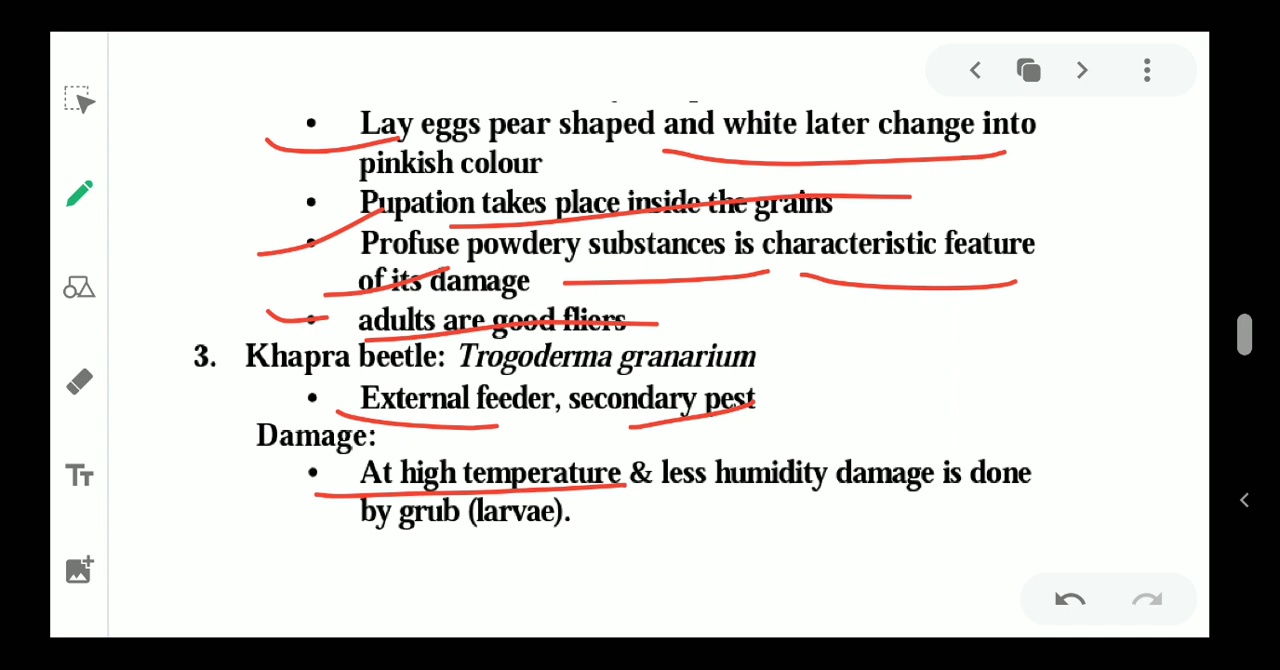 • Lay eggs pear shaped and white later change into
pinkish colour
• Pupation takes place inside the grains
• Profuse powdery substances is characteristic feature
of its damage
• adults are good fliers
3. Khapra beetle: Trogoderma granarium
• External feeder, secondary pest
Damage:
• At high temperature & less humidity damage is done
by grub (larvae).
Tт